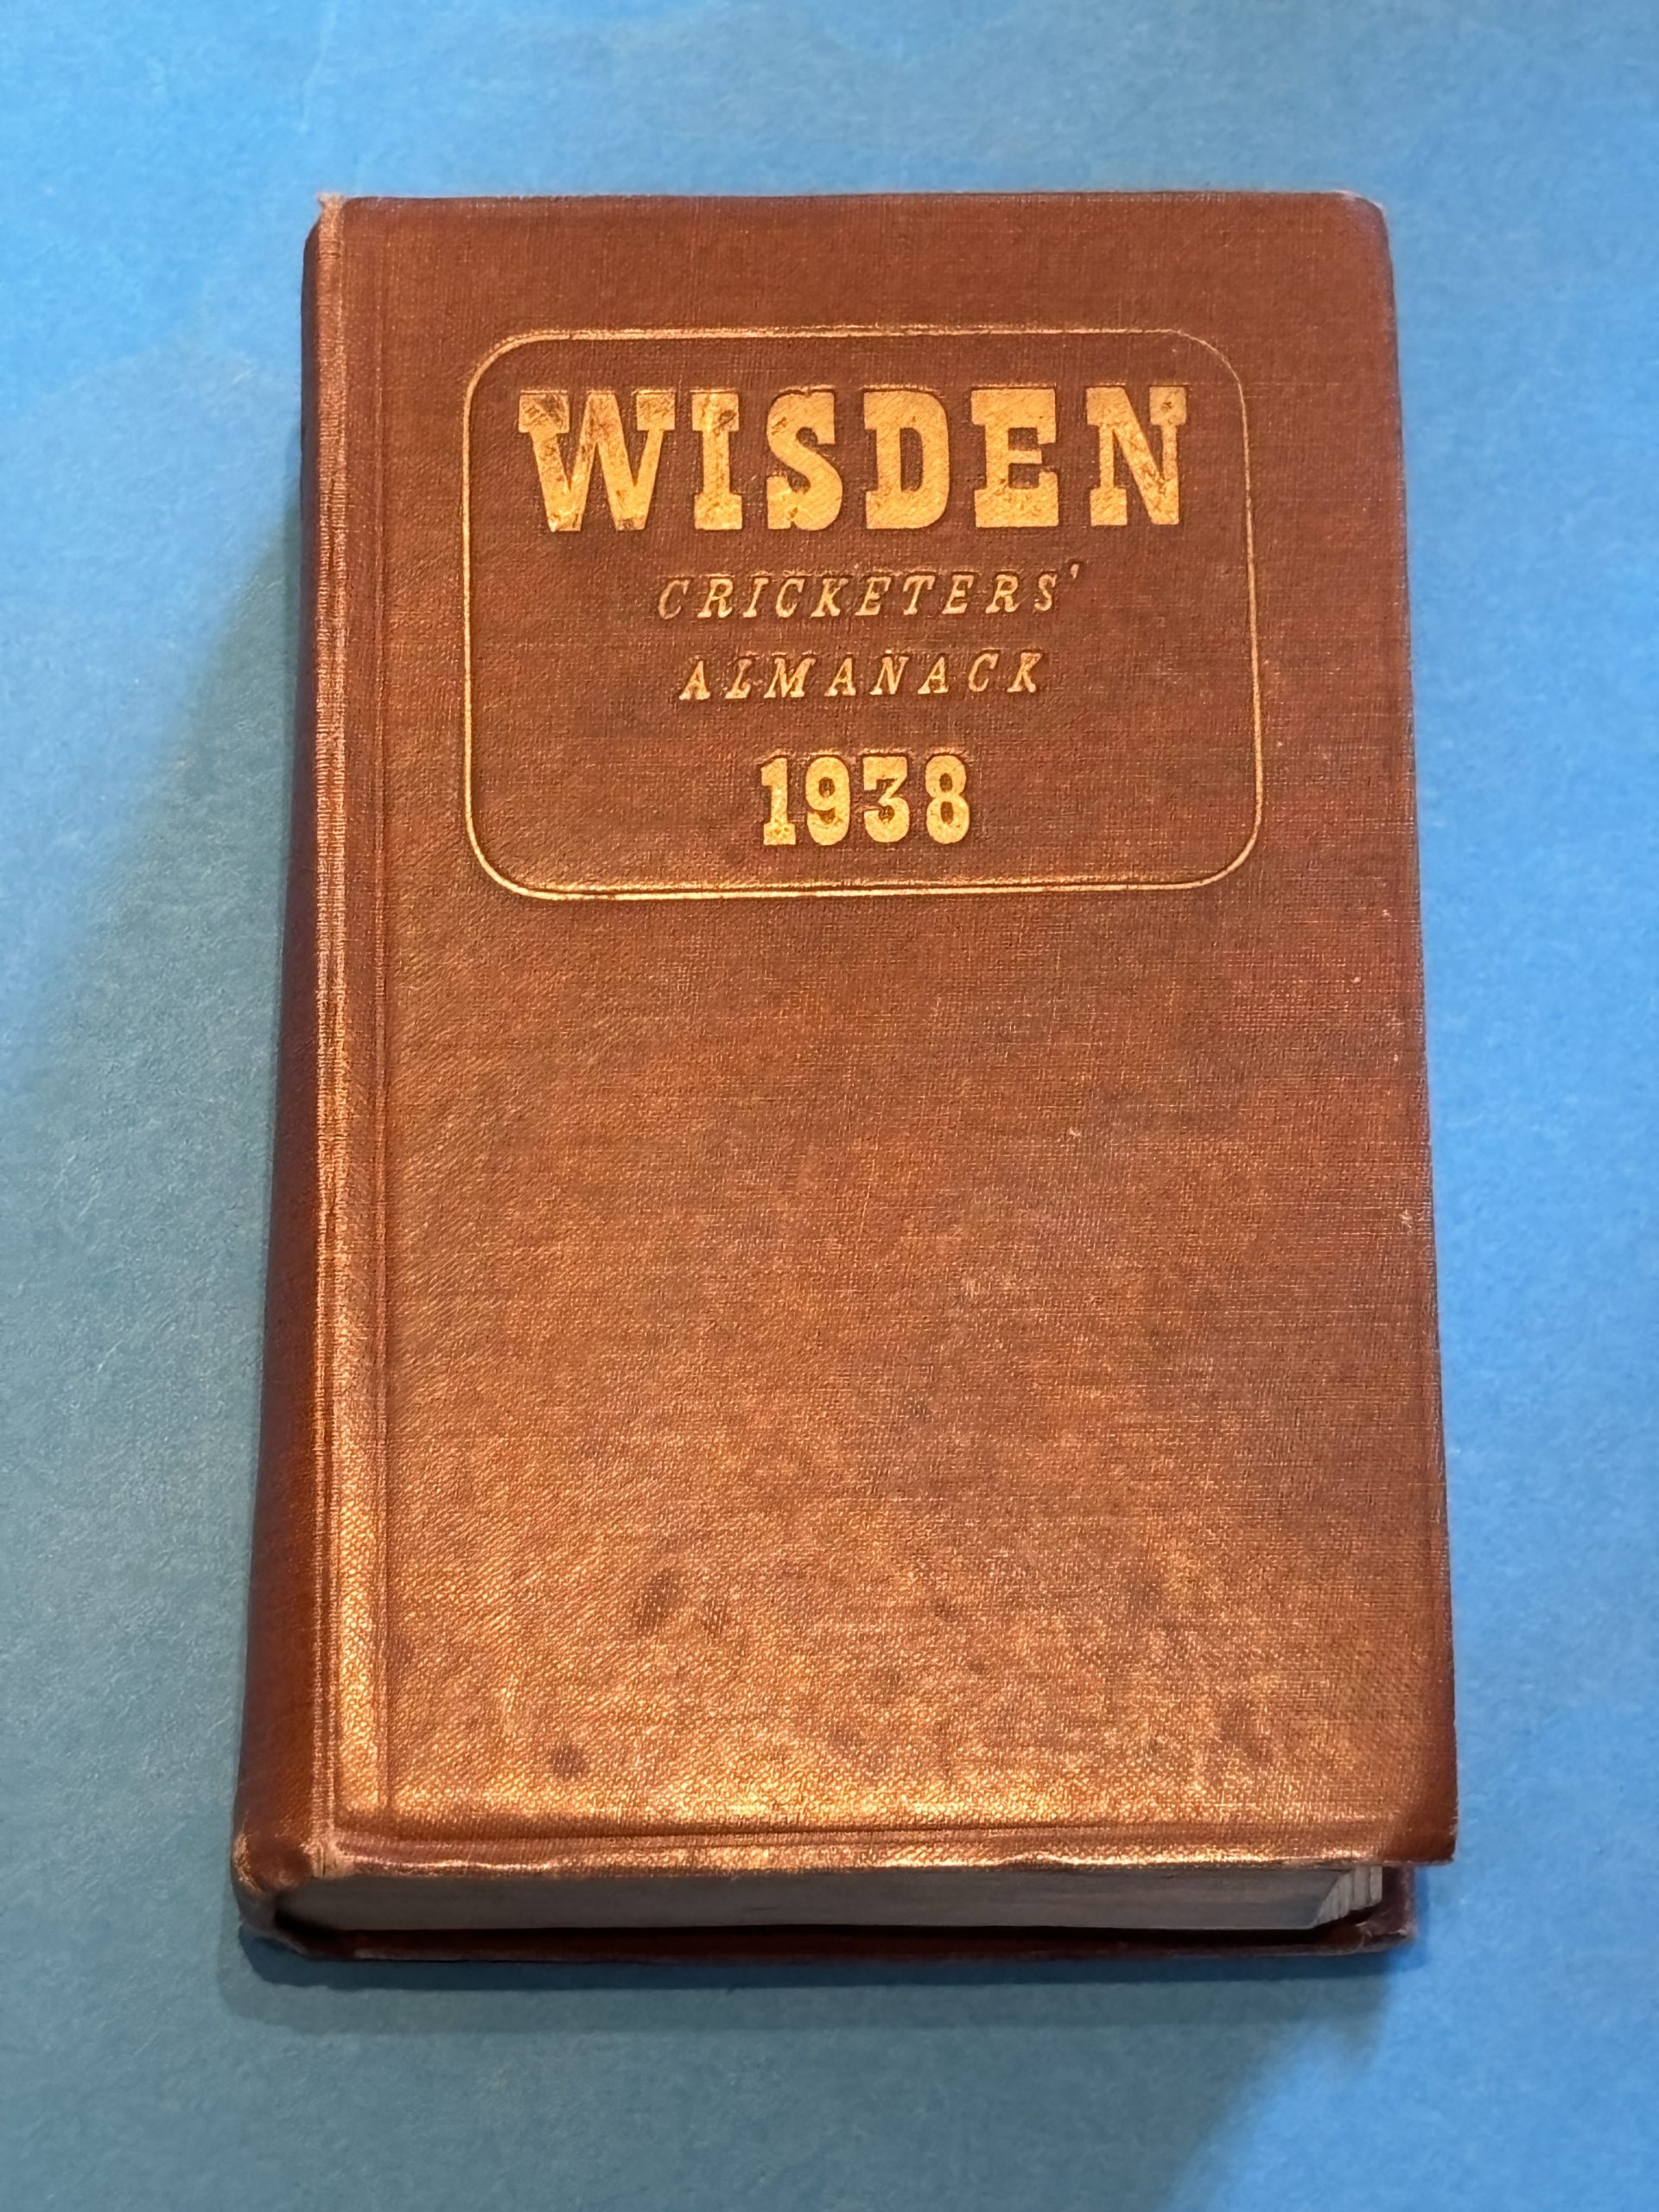 WISDEN
CRICKETERS'
ALMANACK
1938